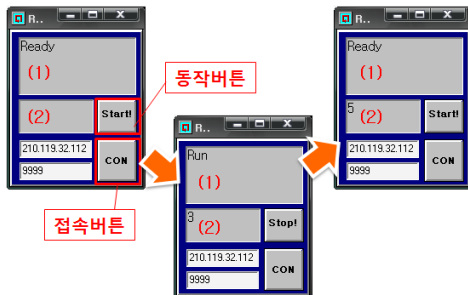 R..
Ready
(1)
(2)
Start!
210.119.32.112
9999
CON
동작버튼
접속버튼
R..
Run
(1)
3
(2)
Stop!
210.119.32.112
9999
CON
R..
Ready
(1)
5
(2)
Start!
210.119.32.112
9999
CON